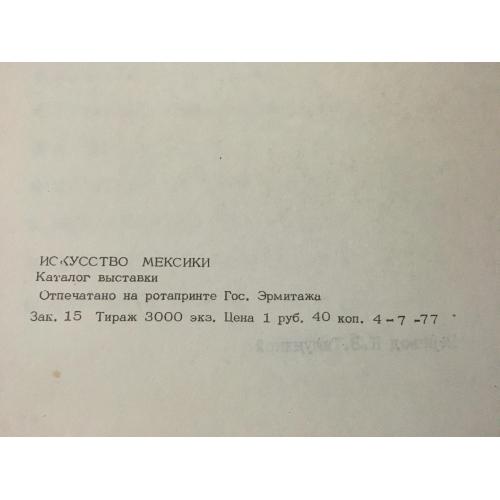 ИСКУССТВО МЕКСИКИ
Каталог выставки
Отпечатано на ротапринте Гос. Эрмитажа
Зак. 15 Тираж 3000 экз. Цена 1 руб. 40 коп. 4-7-77